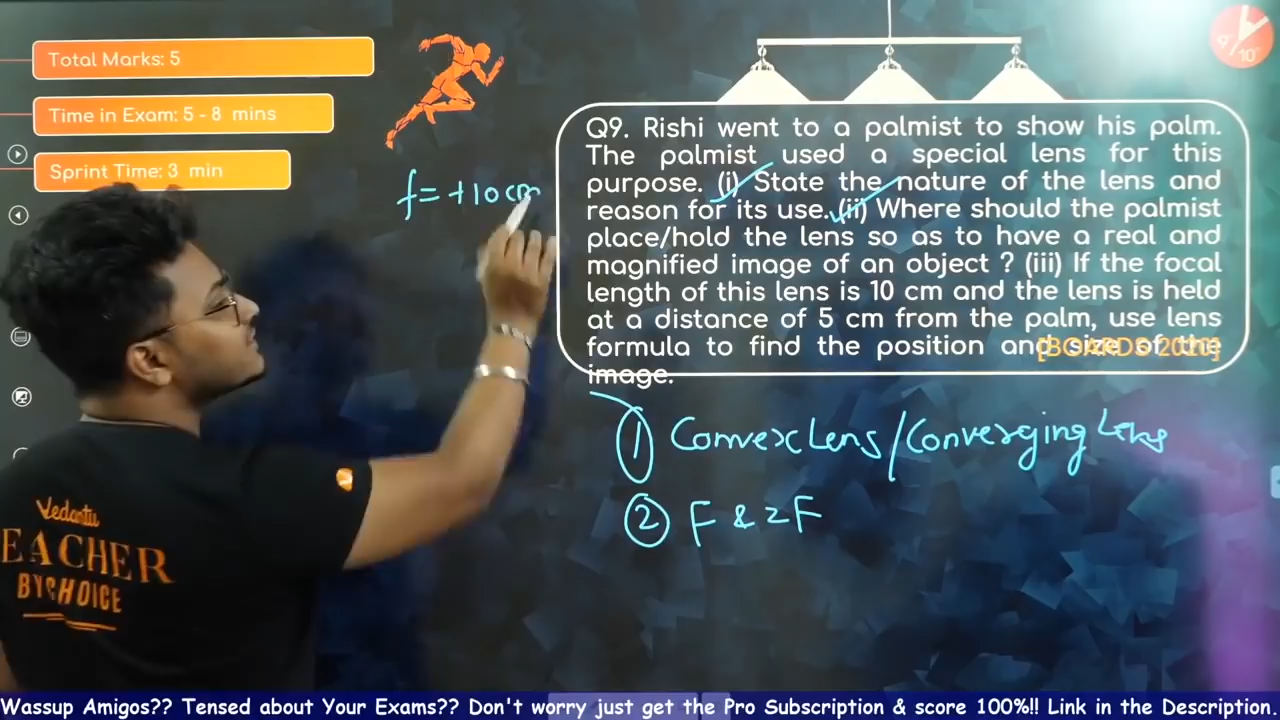 Total Marks: 5
Time in Exam: 5 - 8 mins
Sprint Time: 3 min
f = +10 cm
Q9. Rishi went to a palmist to show his palm.
The palmist used a special lens for this
purpose. (i) State the nature of the lens and
reason for its use. (ii) Where should the palmist
place/hold the lens so as to have a real and
magnified image of an object ? (iii) If the focal
length of this lens is 10 cm and the lens is held
at a distance of 5 cm from the palm, use lens
formula to find the position and size of the
image.
[BOARDS 2020]
1 Convex Lens/Converging Lens
2 F & 2F
Vedantu
EACHER
BY CHOICE
9th 10th
Wassup Amigos?? Tensed about Your Exams?? Don't worry just get the Pro Subscription & score 100%!! Link in the Description.